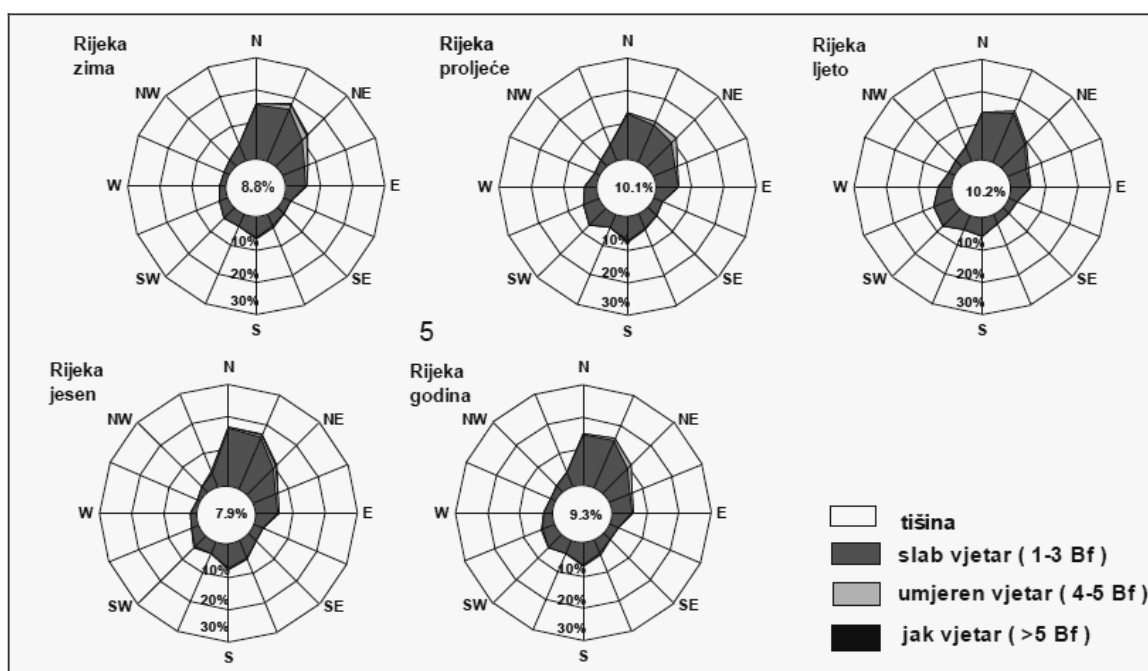 Rijeka
zima
N
NW
NE
W
8.8%
E
10%
SW
20%
SE
30%
S
Rijeka
proljeće
N
NW
NE
W
10.1%
E
10%
SW
20%
SE
30%
S
Rijeka
ljeto
N
NW
NE
W
10.2%
E
10%
SW
20%
SE
30%
S
5
Rijeka
jesen
N
NW
NE
W
7.9%
E
10%
SW
20%
SE
30%
S
Rijeka
godina
N
NW
NE
W
9.3%
E
10%
SW
20%
SE
30%
S
tišina
slab vjetar ( 1-3 Bf )
umjeren vjetar ( 4-5 Bf )
jak vjetar ( >5 Bf )